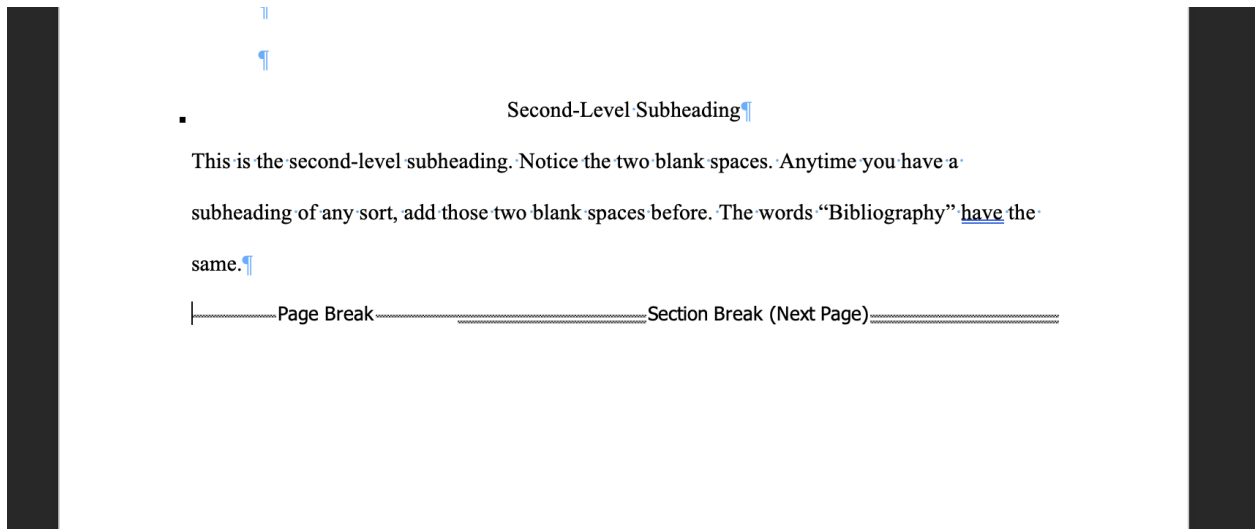 Second-Level Subheading
This is the second-level subheading. Notice the two blank spaces. Anytime you have a
subheading of any sort, add those two blank spaces before. The words “Bibliography” have the
same.
Page Break Section Break (Next Page)